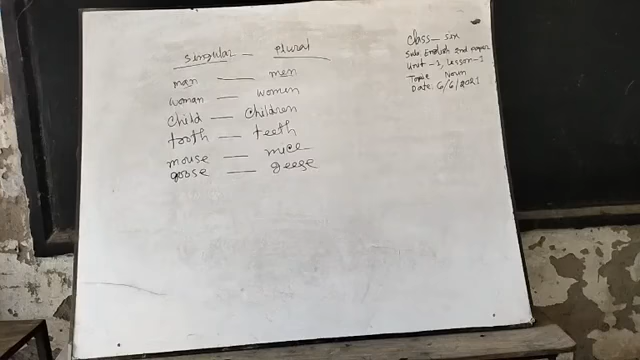 singular — plural
man — men
woman — women
child — children
tooth — teeth
mouse — mice
goose — geese
Class — six
Sub: English 2nd paper
Unit - 1, Lesson - 1
Topic Noun
Date: 6/6/2021